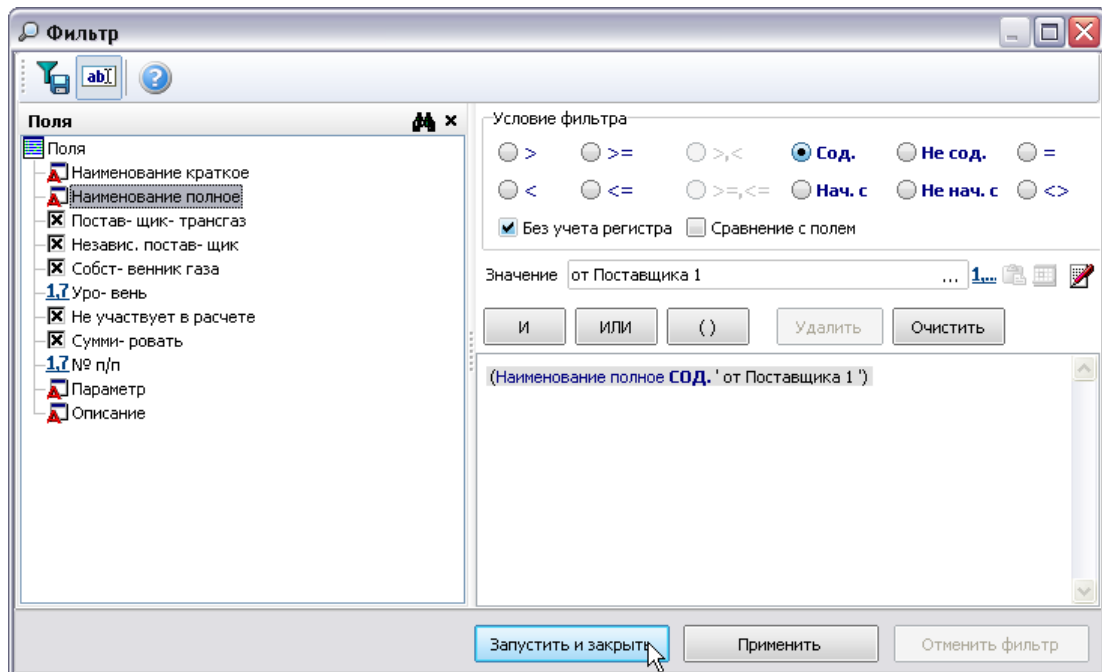 Фильтр
ab
?
Поля
Поля
Наименование краткое
Наименование полное
Постав- щик- трансгаз
Независ. постав- щик
Собст- венник газа
1,7 Уро- вень
Не участвует в расчете
Сумми- ровать
1,7 № п/п
Параметр
Описание
Условие фильтра
> >= >,< Сод. Не сод. =
< <= >=,<= Нач. с Не нач. с <>
Без учета регистра Сравнение с полем
Значение от Поставщика 1 ... 1,...
И ИЛИ ( ) Удалить Очистить
(Наименование полное СОД. ' от Поставщика 1 ')
Запустить и закрыть Применить Отменить фильтр